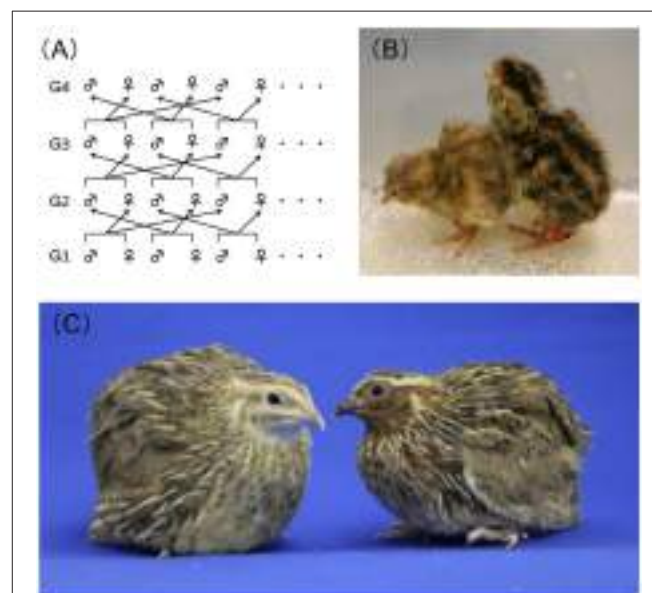 (A)
G4 ♂ ♀ ♂ ♀ ♂ ♀ · · · ·
G3 ♂ ♀ ♂ ♀ ♂ ♀ · · · ·
G2 ♂ ♀ ♂ ♀ ♂ ♀ · · · ·
G1 ♂ ♀ ♂ ♀ ♂ ♀ · · · ·
(B)
(C)